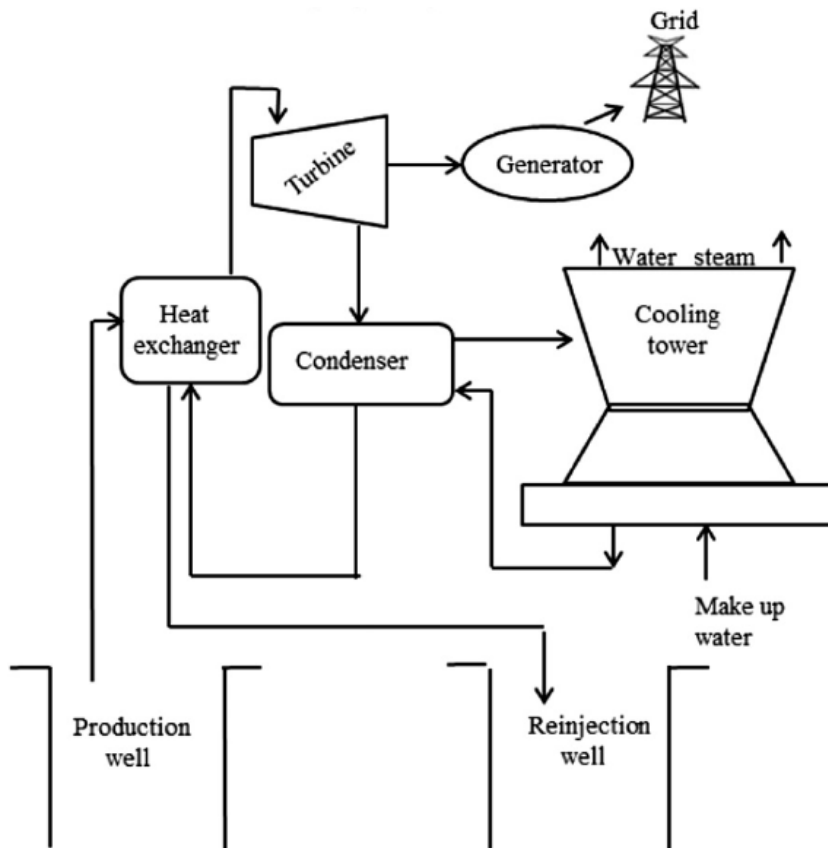 Grid
Turbine
Generator
Water steam
Heat
exchanger
Cooling
tower
Condenser
Make up
water
Production
well
Reinjection
well